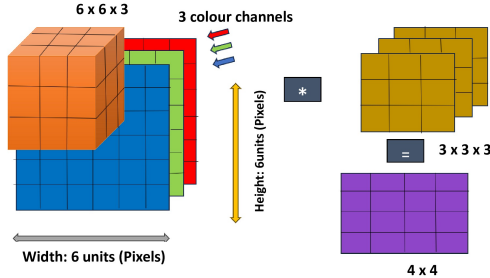 6 x 6 x 3
3 colour channels
Height: 6units (Pixels)
*
3 x 3 x 3
=
Width: 6 units (Pixels)
4 x 4